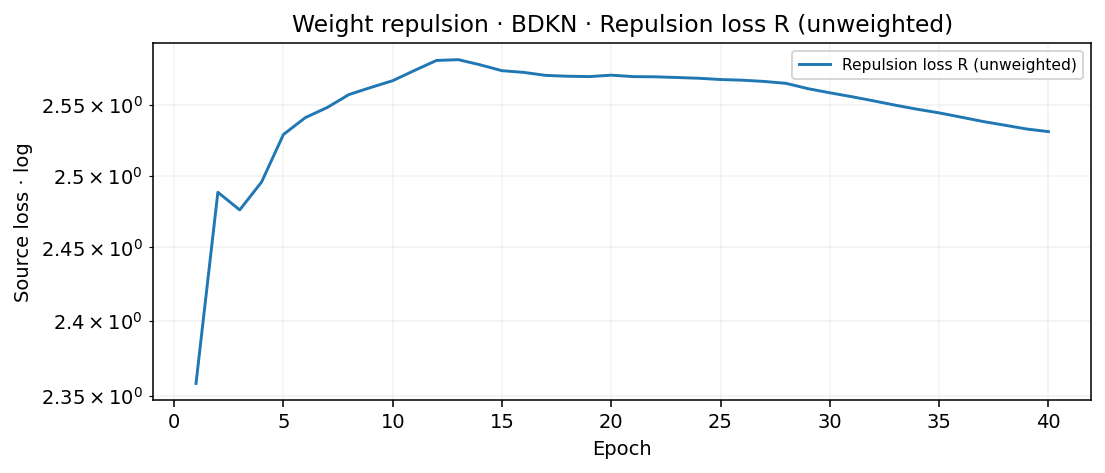 Weight repulsion · BDKN · Repulsion loss R (unweighted)
Repulsion loss R (unweighted)
Source loss · log
2.55 × 10⁰
2.5 × 10⁰
2.45 × 10⁰
2.4 × 10⁰
2.35 × 10⁰
0 5 10 15 20 25 30 35 40
Epoch